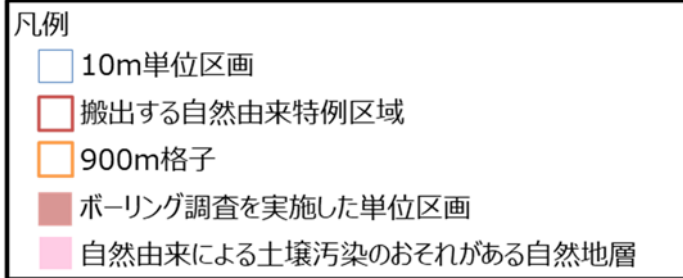 凡例
10m単位区画
搬出する自然由来特例区域
900m格子
ボーリング調査を実施した単位区画
自然由来による土壌汚染のおそれがある自然地層